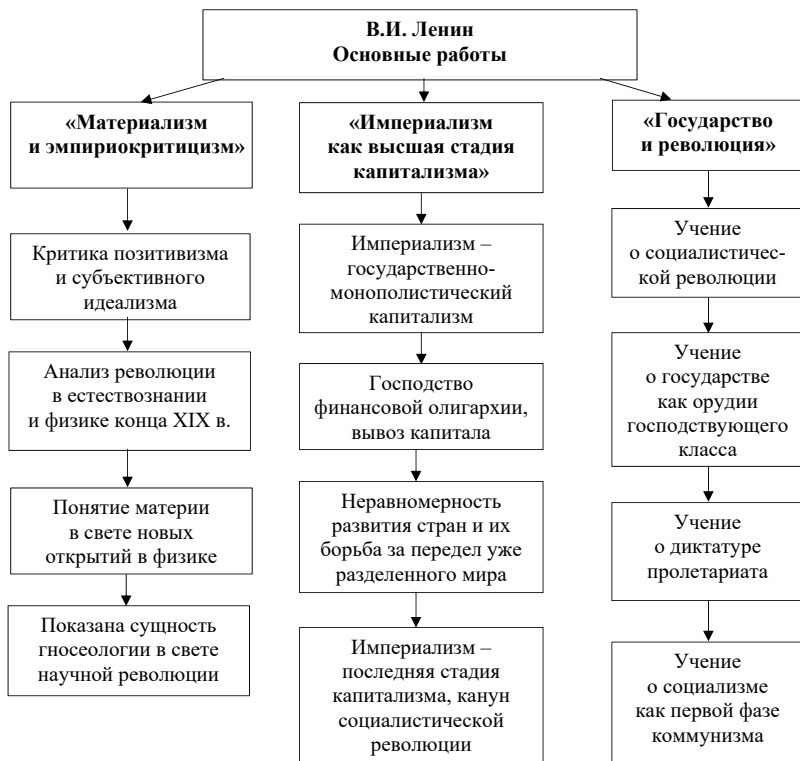 В.И. Ленин
Основные работы
«Материализм
и эмпириокритицизм»
Критика позитивизма
и субъективного
идеализма
Анализ революции
в естествознании
и физике конца XIX в.
Понятие материи
в свете новых
открытий в физике
Показана сущность
гносеологии в свете
научной революции
«Империализм
как высшая стадия
капитализма»
Империализм –
государственно-
монополистический
капитализм
Господство
финансовой олигархии,
вывоз капитала
Неравномерность
развития стран и их
борьба за передел уже
разделенного мира
Империализм –
последняя стадия
капитализма, канун
социалистической
революции
«Государство
и революция»
Учение
о социалистичес-
кой революции
Учение
о государстве
как орудии
господствующего
класса
Учение
о диктатуре
пролетариата
Учение
о социализме
как первой фазе
коммунизма